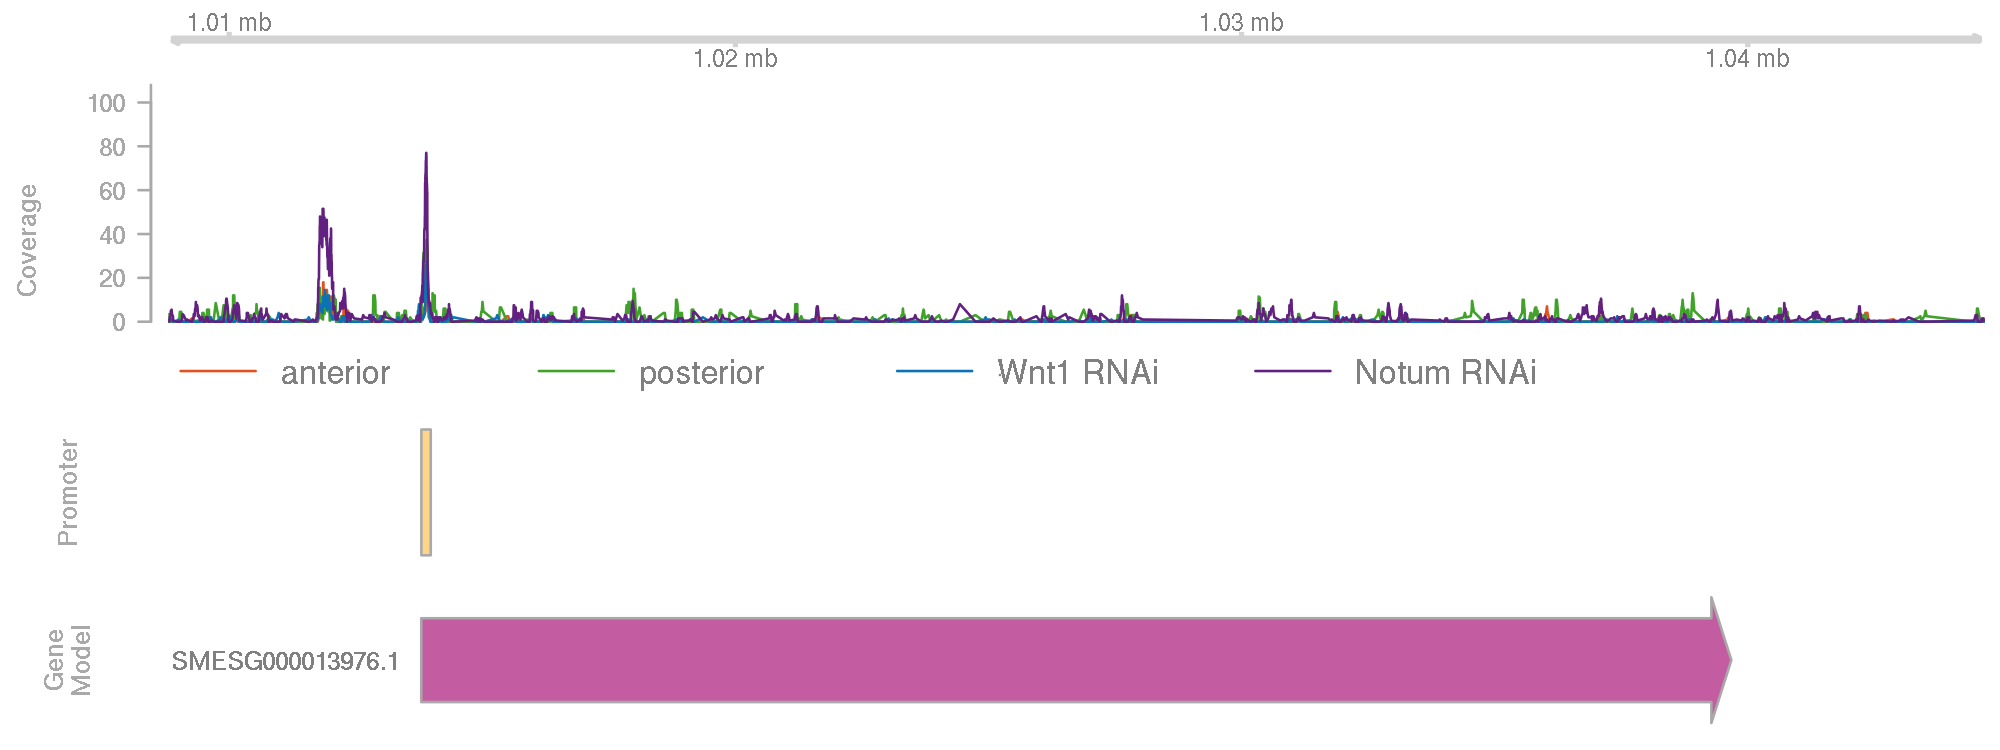 1.01 mb
1.03 mb
1.02 mb
1.04 mb
Coverage
100
80
60
40
20
0
anterior
posterior
Wnt1 RNAi
Notum RNAi
Promoter
Gene
Model
SMESG000013976.1